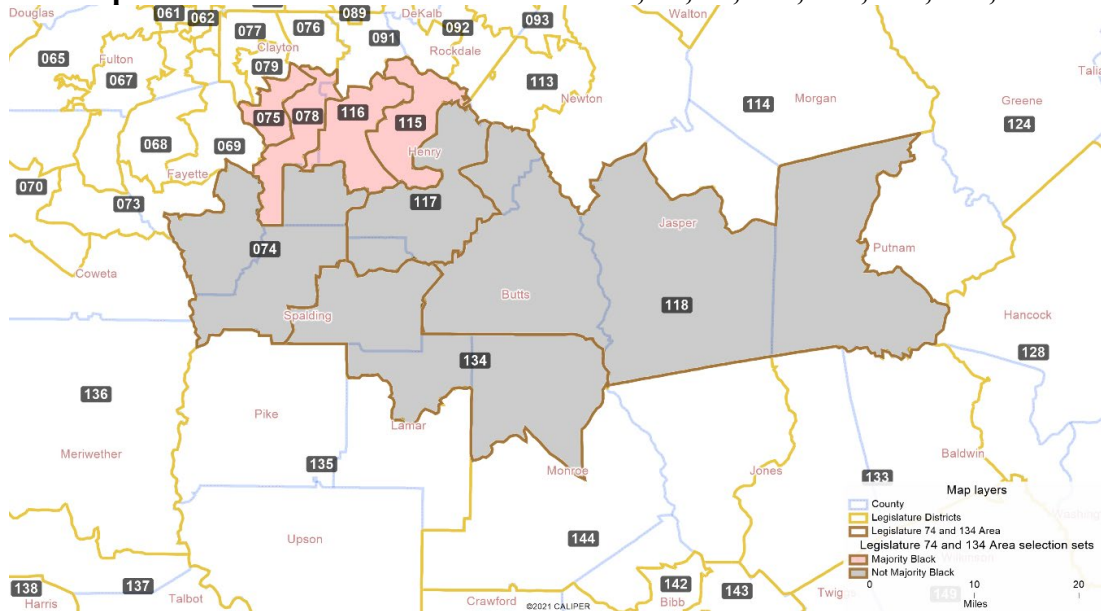 Douglas
061
062
089
DeKalb
093
Walton
077
076
092
065
Clayton
091
Rockdale
Fulton
079
067
113
Talia
114
Morgan
Newton
Greene
075
078
116
115
124
068
069
Henry
Fayette
070
073
117
Jasper
074
Putnam
Coweta
Butts
118
Spalding
Hancock
134
128
136
Pike
Lamar
Meriwether
135
Monroe
Jones
Baldwin
133
Map layers
County
Legislature Districts
Legislature 74 and 134 Area
Legislature 74 and 134 Area selection sets
Majority Black
Not Majority Black
0 10 20
Miles
Upson
144
138
137
142
143
149
Harris
Talbot
Crawford
©2021 CALIPER
Bibb
Twigg